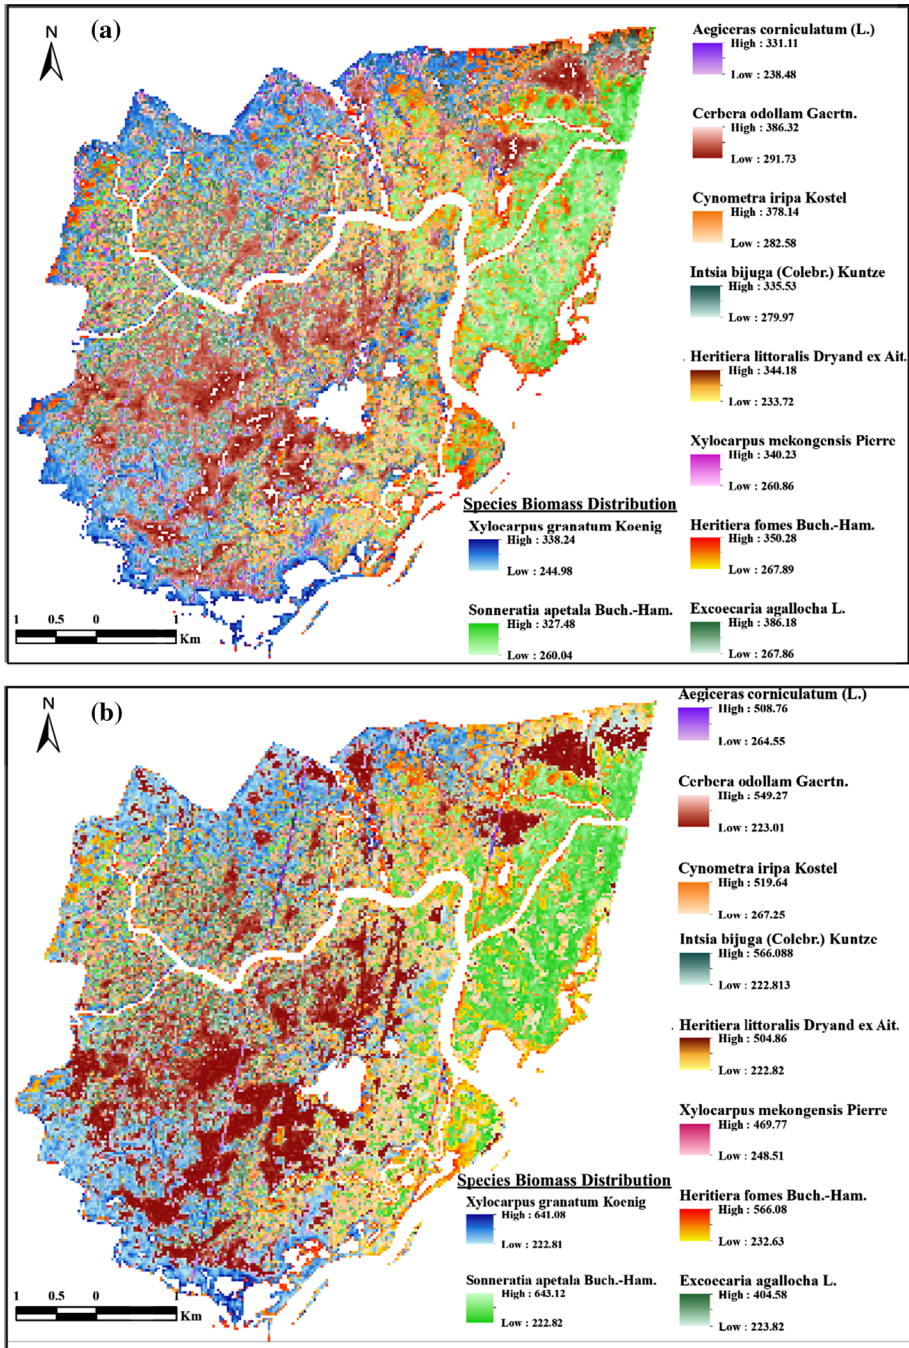 N
(a)
Aegiceras corniculatum (L.)
High : 331.11
Low : 238.48
Cerbera odollam Gaertn.
High : 386.32
Low : 291.73
Cynometra iripa Kostel
High : 378.14
Low : 282.58
Intsia bijuga (Colebr.) Kuntze
High : 335.53
Low : 279.97
Heritiera littoralis Dryand ex Ait.
High : 344.18
Low : 233.72
Xylocarpus mekongensis Pierre
High : 340.23
Low : 260.86
Heritiera fomes Buch.-Ham.
High : 350.28
Low : 267.89
Excoecaria agallocha L.
High : 386.18
Low : 267.86
Species Biomass Distribution
Xylocarpus granatum Koenig
High : 338.24
Low : 244.98
Sonneratia apetala Buch.-Ham.
High : 327.48
Low : 260.04
1 0.5 0 1
Km
N
(b)
Aegiceras corniculatum (L.)
High : 508.76
Low : 264.55
Cerbera odollam Gaertn.
High : 549.27
Low : 223.01
Cynometra iripa Kostel
High : 519.64
Low : 267.25
Intsia bijuga (Colebr.) Kuntze
High : 566.088
Low : 222.813
Heritiera littoralis Dryand ex Ait.
High : 504.86
Low : 222.82
Xylocarpus mekongensis Pierre
High : 469.77
Low : 248.51
Heritiera fomes Buch.-Ham.
High : 566.08
Low : 232.63
Excoecaria agallocha L.
High : 404.58
Low : 223.82
Species Biomass Distribution
Xylocarpus granatum Koenig
High : 641.08
Low : 222.81
Sonneratia apetala Buch.-Ham.
High : 643.12
Low : 222.82
1 0.5 0 1
Km